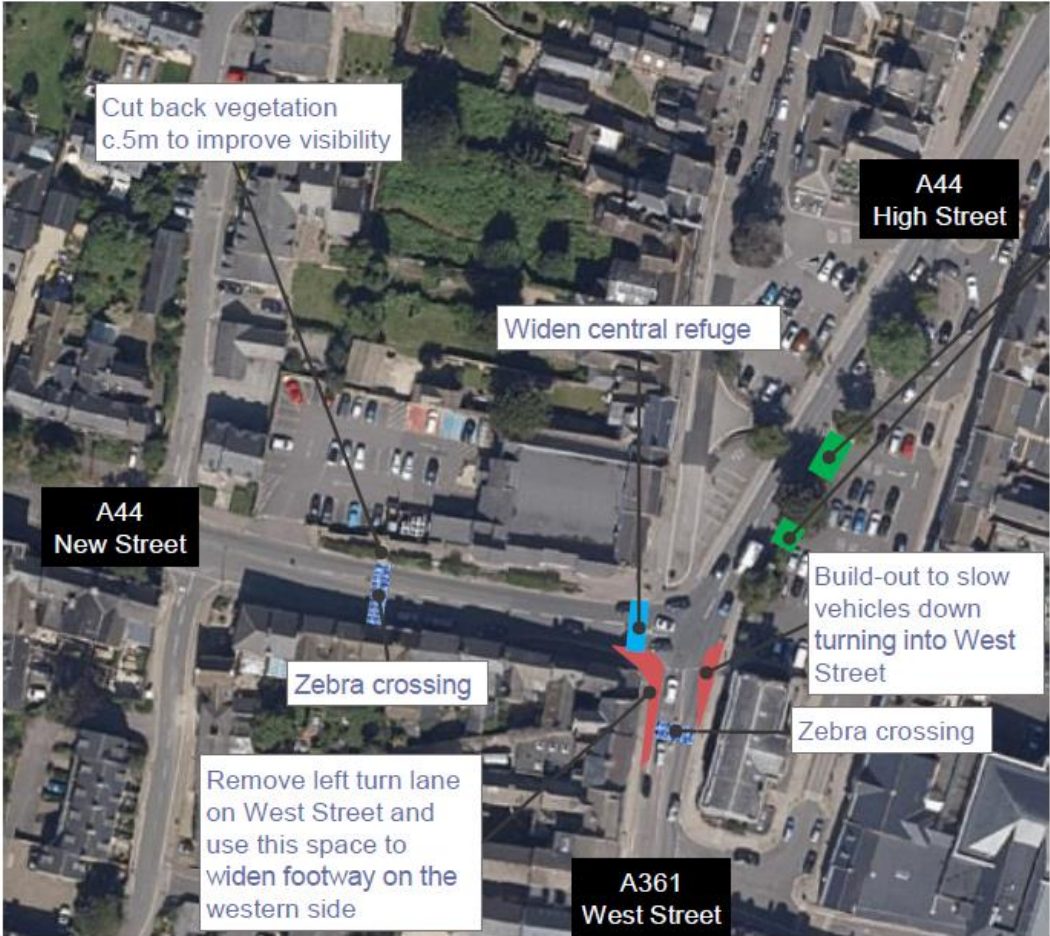 Cut back vegetation
c.5m to improve visibility
A44
High Street
Widen central refuge
A44
New Street
Build-out to slow
vehicles down
turning into West
Street
Zebra crossing
Zebra crossing
Remove left turn lane
on West Street and
use this space to
widen footway on the
western side
A361
West Street